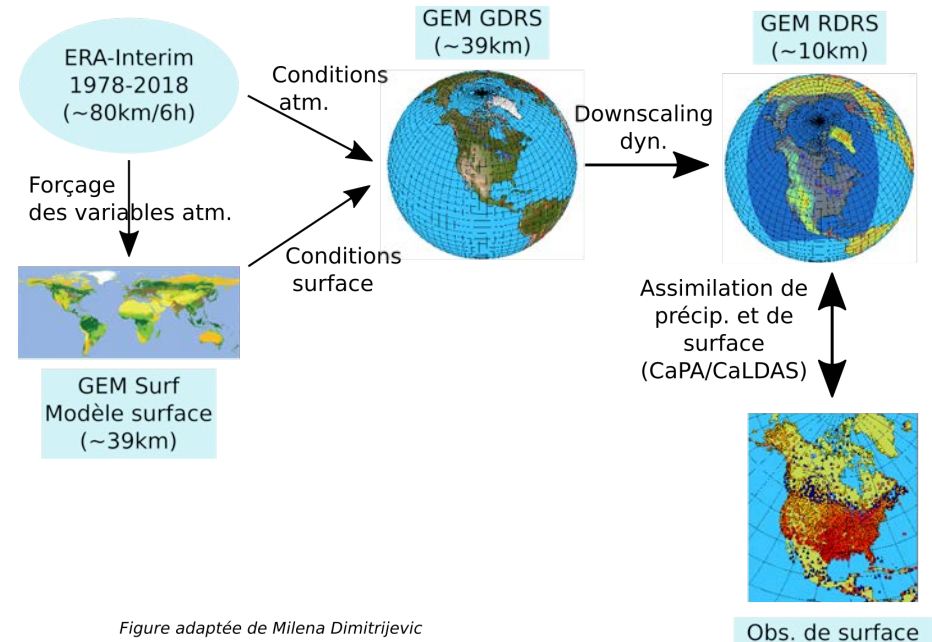 ERA-Interim
1978-2018
(~80km/6h)
Conditions
atm.
GEM GDRS
(~39km)
Downscaling
dyn.
GEM RDRS
(~10km)
Forçage
des variables atm.
Conditions
surface
GEM Surf
Modèle surface
(~39km)
Assimilation de
précip. et de
surface
(CaPA/CaLDAS)
Obs. de surface
Figure adaptée de Milena Dimitrijevic